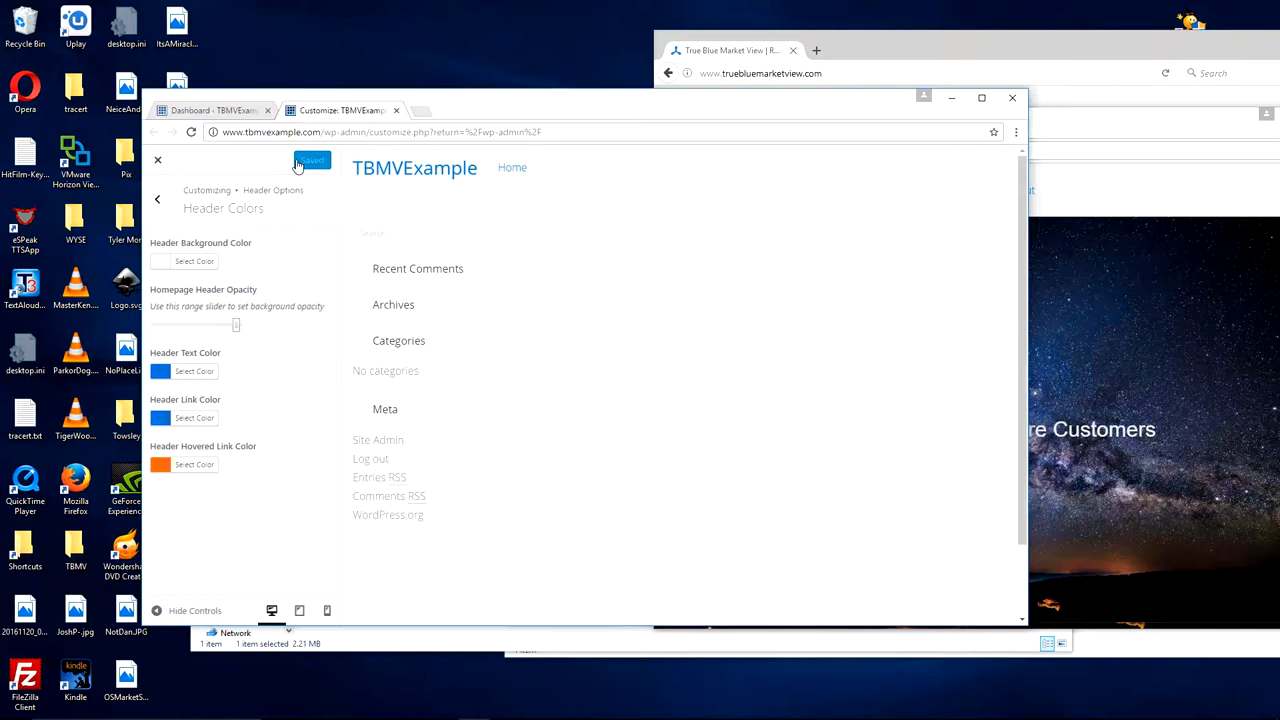 Recycle Bin
Uplay
desktop.ini
ItsAMiracl...
Opera
tracert
NeiceAnd
HitFilm-Key...
VMware Horizon Vie...
Pix
eSpeak TTSApp
WYSE
Tyler Mor
TextAloud...
MasterKen...
Logo.sv
desktop.ini
ParkorDog...
NoPlaceLi
tracert.txt
TigerWoo...
Towsley
QuickTime Player
Mozilla Firefox
GeForce Experience
Shortcuts
TBMV
Wondersha DVD Creat
20161120_0...
JoshP-.jpg
NotDan.JPG
FileZilla Client
Kindle
kindle
OSMarketS...
True Blue Market View | R...
www.truebluemarketview.com
Search
Dashboard ‹ TBMVExam
Customize: TBMVExamp
www.tbmvexample.com/wp-admin/customize.php?return=%2Fwp-admin%2F
Saved
Customizing • Header Options
Header Colors
Header Background Color
Select Color
Homepage Header Opacity
Use this range slider to set background opacity
Header Text Color
Select Color
Header Link Color
Select Color
Header Hovered Link Color
Select Color
Hide Controls
TBMVExample
Home
Search
Recent Comments
Archives
Categories
No categories
Meta
Site Admin
Log out
Entries RSS
Comments RSS
WordPress.org
re Customers
Network
1 item
1 item selected 2.21 MB